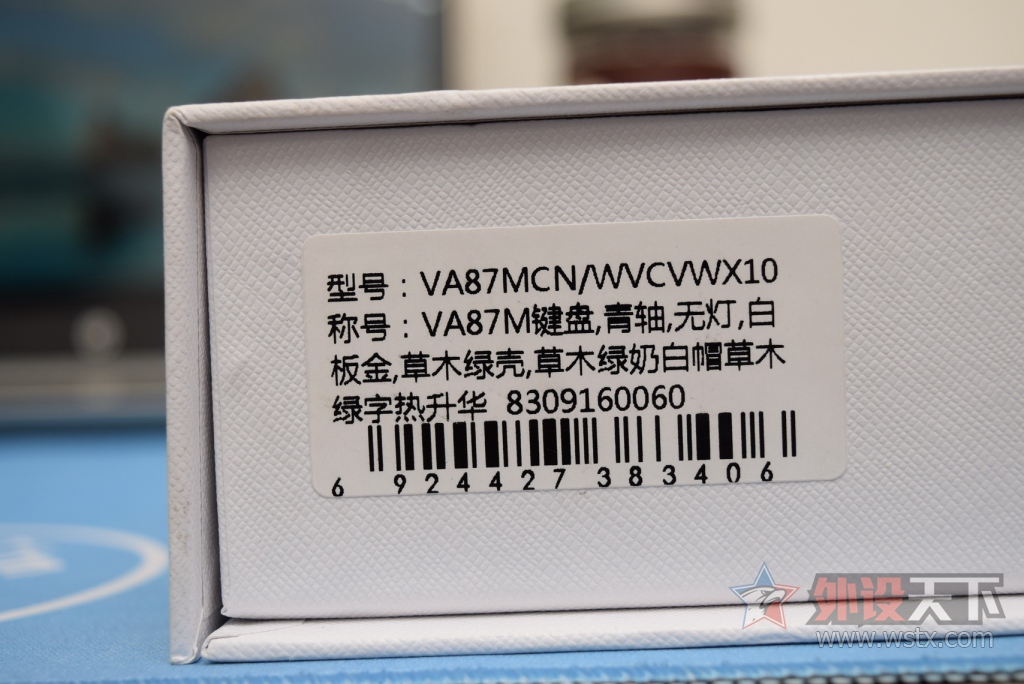 型号：VA87MCN/WVCVWX10
称号：VA87M键盘,青轴,无灯,白
板金,草木绿壳,草木绿奶白帽草木
绿字热升华 8309160060
6 924427 383406
外设天下
www.wstx.com